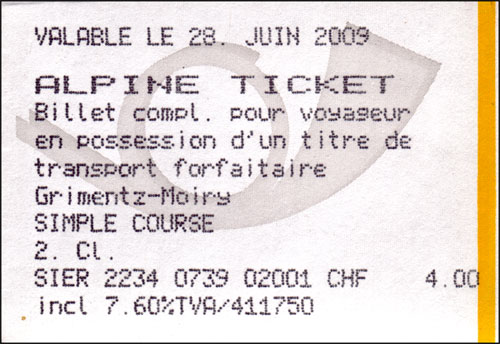 VALABLE LE 28. JUIN 2009
ALPINE TICKET
Billet compl. pour voyageur
en possession d'un titre de
transport forfaitaire
Grimentz-Moiry
SIMPLE COURSE
2. Cl.
SIER 2234 0739 02001 CHF 4.00
incl 7.60%TVA/411750